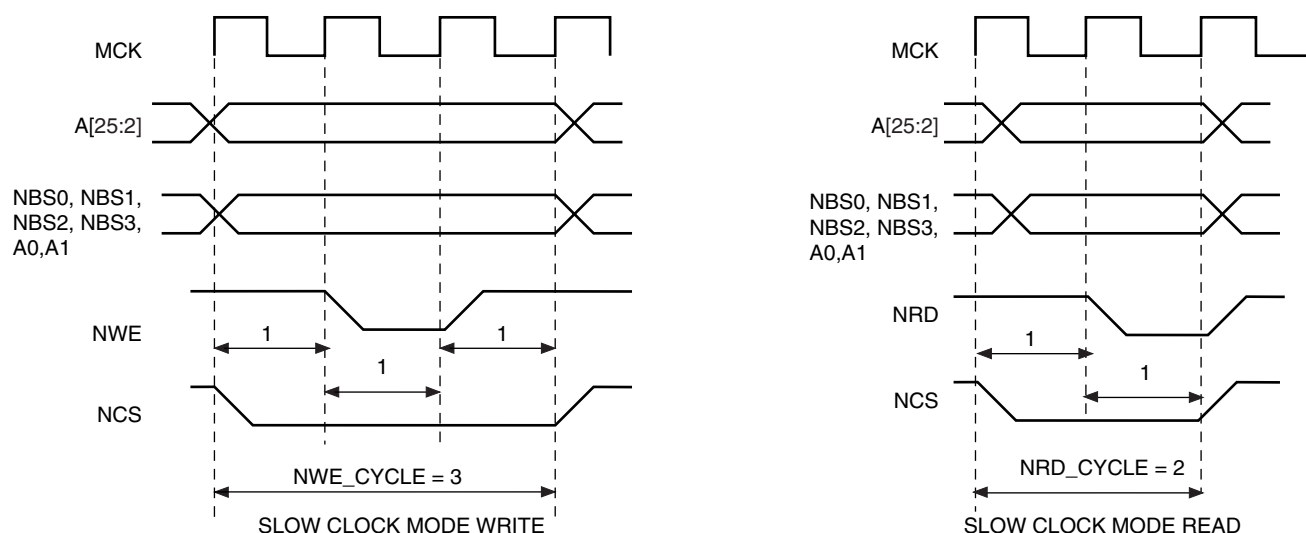 MCK
A[25:2]
NBS0, NBS1,
NBS2, NBS3,
A0,A1
NWE
1
1
1
NCS
NWE_CYCLE = 3
SLOW CLOCK MODE WRITE
MCK
A[25:2]
NBS0, NBS1,
NBS2, NBS3,
A0,A1
NRD
1
1
NCS
NRD_CYCLE = 2
SLOW CLOCK MODE READ